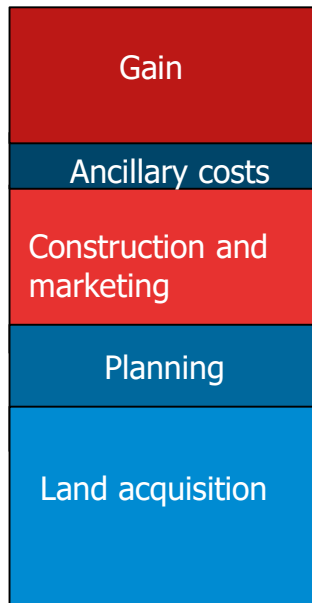 Gain
Ancillary costs
Construction and
marketing
Planning
Land acquisition